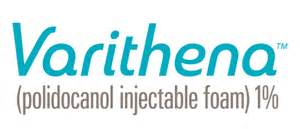 Varithena™
(polidocanol injectable foam) 1%